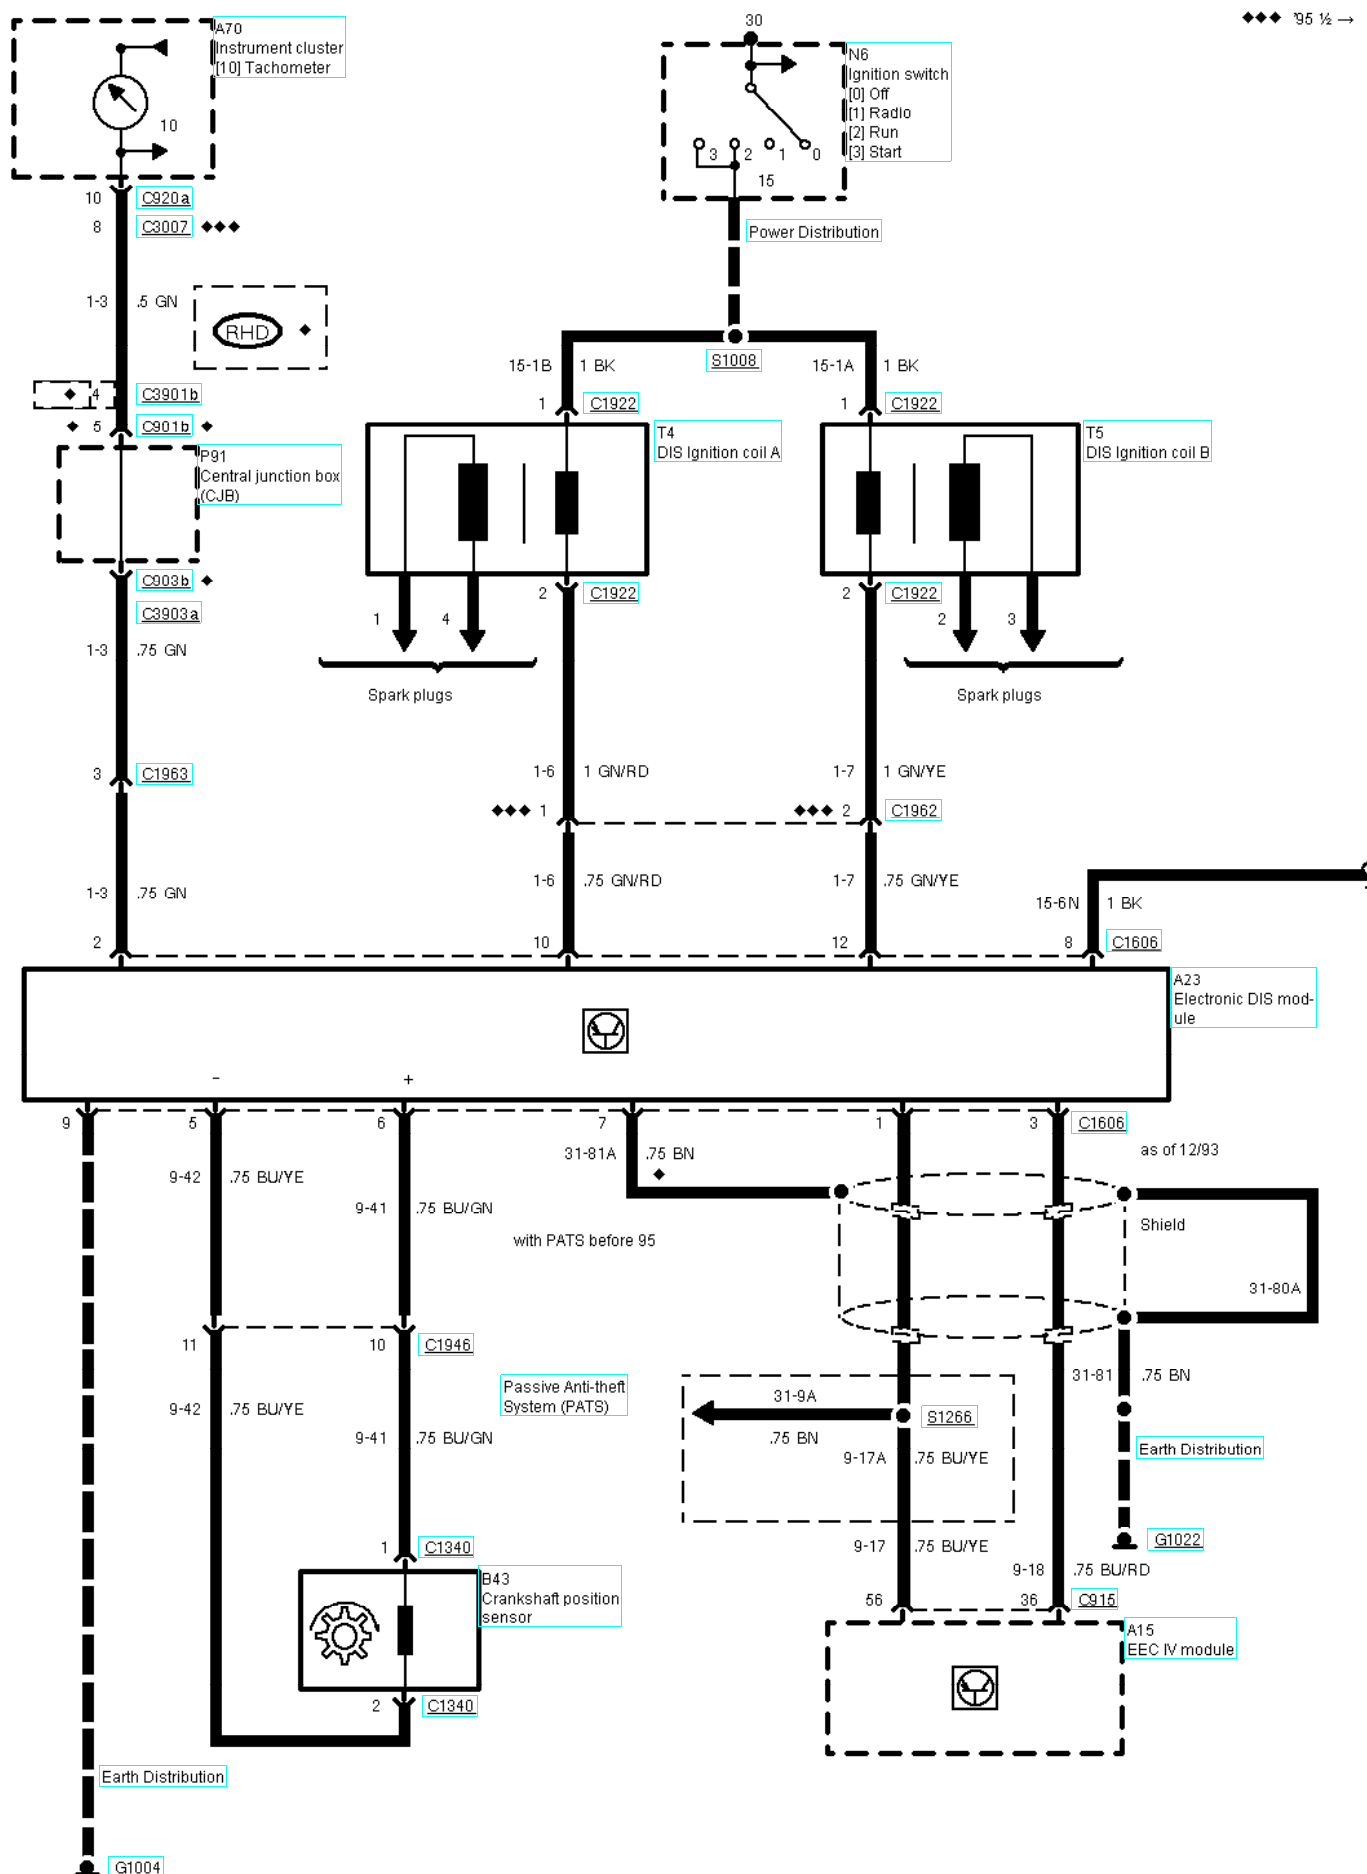 A70
Instrument cluster
[10] Tachometer
10
30
N6
Ignition switch
[0] Off
[1] Radio
[2] Run
[3] Start
3 2 1 0
15
♦♦♦ '95 ½ →
10 C920a
8 C3007 ♦♦♦
Power Distribution
1-3 .5 GN
RHD ♦
S1008
15-1B 1 BK
15-1A 1 BK
♦ 4 C3901b
♦ 5 C901b ♦
1 C1922
1 C1922
P91
Central junction box
(CJB)
T4
DIS Ignition coil A
T5
DIS Ignition coil B
C903b ♦
C3903a
2 C1922
2 C1922
1 4
2 3
1-3 .75 GN
Spark plugs
Spark plugs
3 C1963
1-6 1 GN/RD
1-7 1 GN/YE
♦♦♦ 1
♦♦♦ 2 C1962
1-3 .75 GN
1-6 .75 GN/RD
1-7 .75 GN/YE
15-6N 1 BK
2 10 12 8 C1606
A23
Electronic DIS mod-
ule
- +
9 5 6 7 1 3 C1606
9-42 .75 BU/YE
9-41 .75 BU/GN
31-81A .75 BN
♦
as of 12/93
with PATS before 95
Shield
31-80A
11 10 C1946
9-42 .75 BU/YE
9-41 .75 BU/GN
Passive Anti-theft
System (PATS)
31-9A
.75 BN
S1266
9-17A .75 BU/YE
31-81 .75 BN
Earth Distribution
G1022
1 C1340
9-17 .75 BU/YE
9-18 .75 BU/RD
B43
Crankshaft position
sensor
56 36 C915
A15
EEC IV module
2 C1340
Earth Distribution
G1004